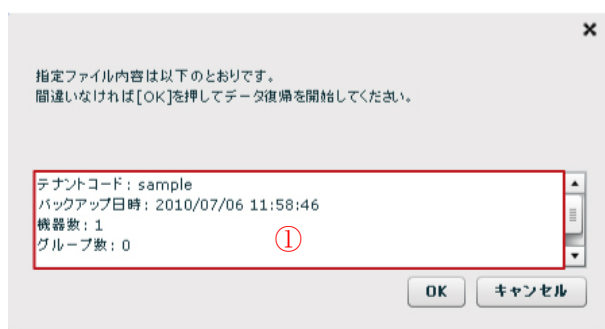 指定ファイル内容は以下のとおりです。
間違いなければ[OK]を押してデータ復帰を開始してください。
テナントコード : sample
バックアップ日時 : 2010/07/06 11:58:46
機器数 : 1
グループ数 : 0
①
OK
キャンセル